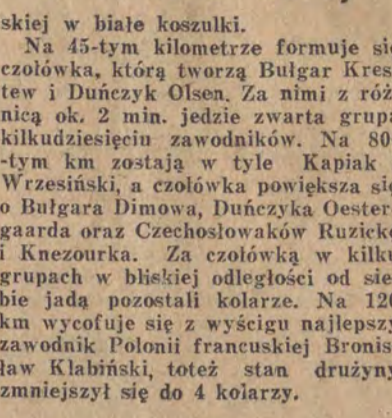 skiej w białe koszulki.
Na 45-tym kilometrze formuje się
czołówka, którą tworzą Bułgar Kres-
tew i Duńczyk Olsen. Za nimi z róż-
nicą ok. 2 min. jedzie zwarta grupa
kilkudziesięciu zawodników. Na 80-
-tym km zostają w tyle Kapiak
Wrzesiński, a czołówka powiększa się
o Bułgara Dimowa, Duńczyka Oester-
gaarda oraz Czechosłowaków Ruzicko
i Knezourka. Za czołówką w kilku
grupach w bliskiej odległości od sie-
bie jadą pozostali kolarze. Na 120
km wycofuje się z wyścigu najlepszy
zawodnik Polonii francuskiej Bronis-
ław Klabiński, toteż stan drużyny
zmniejszył się do 4 kolarzy.